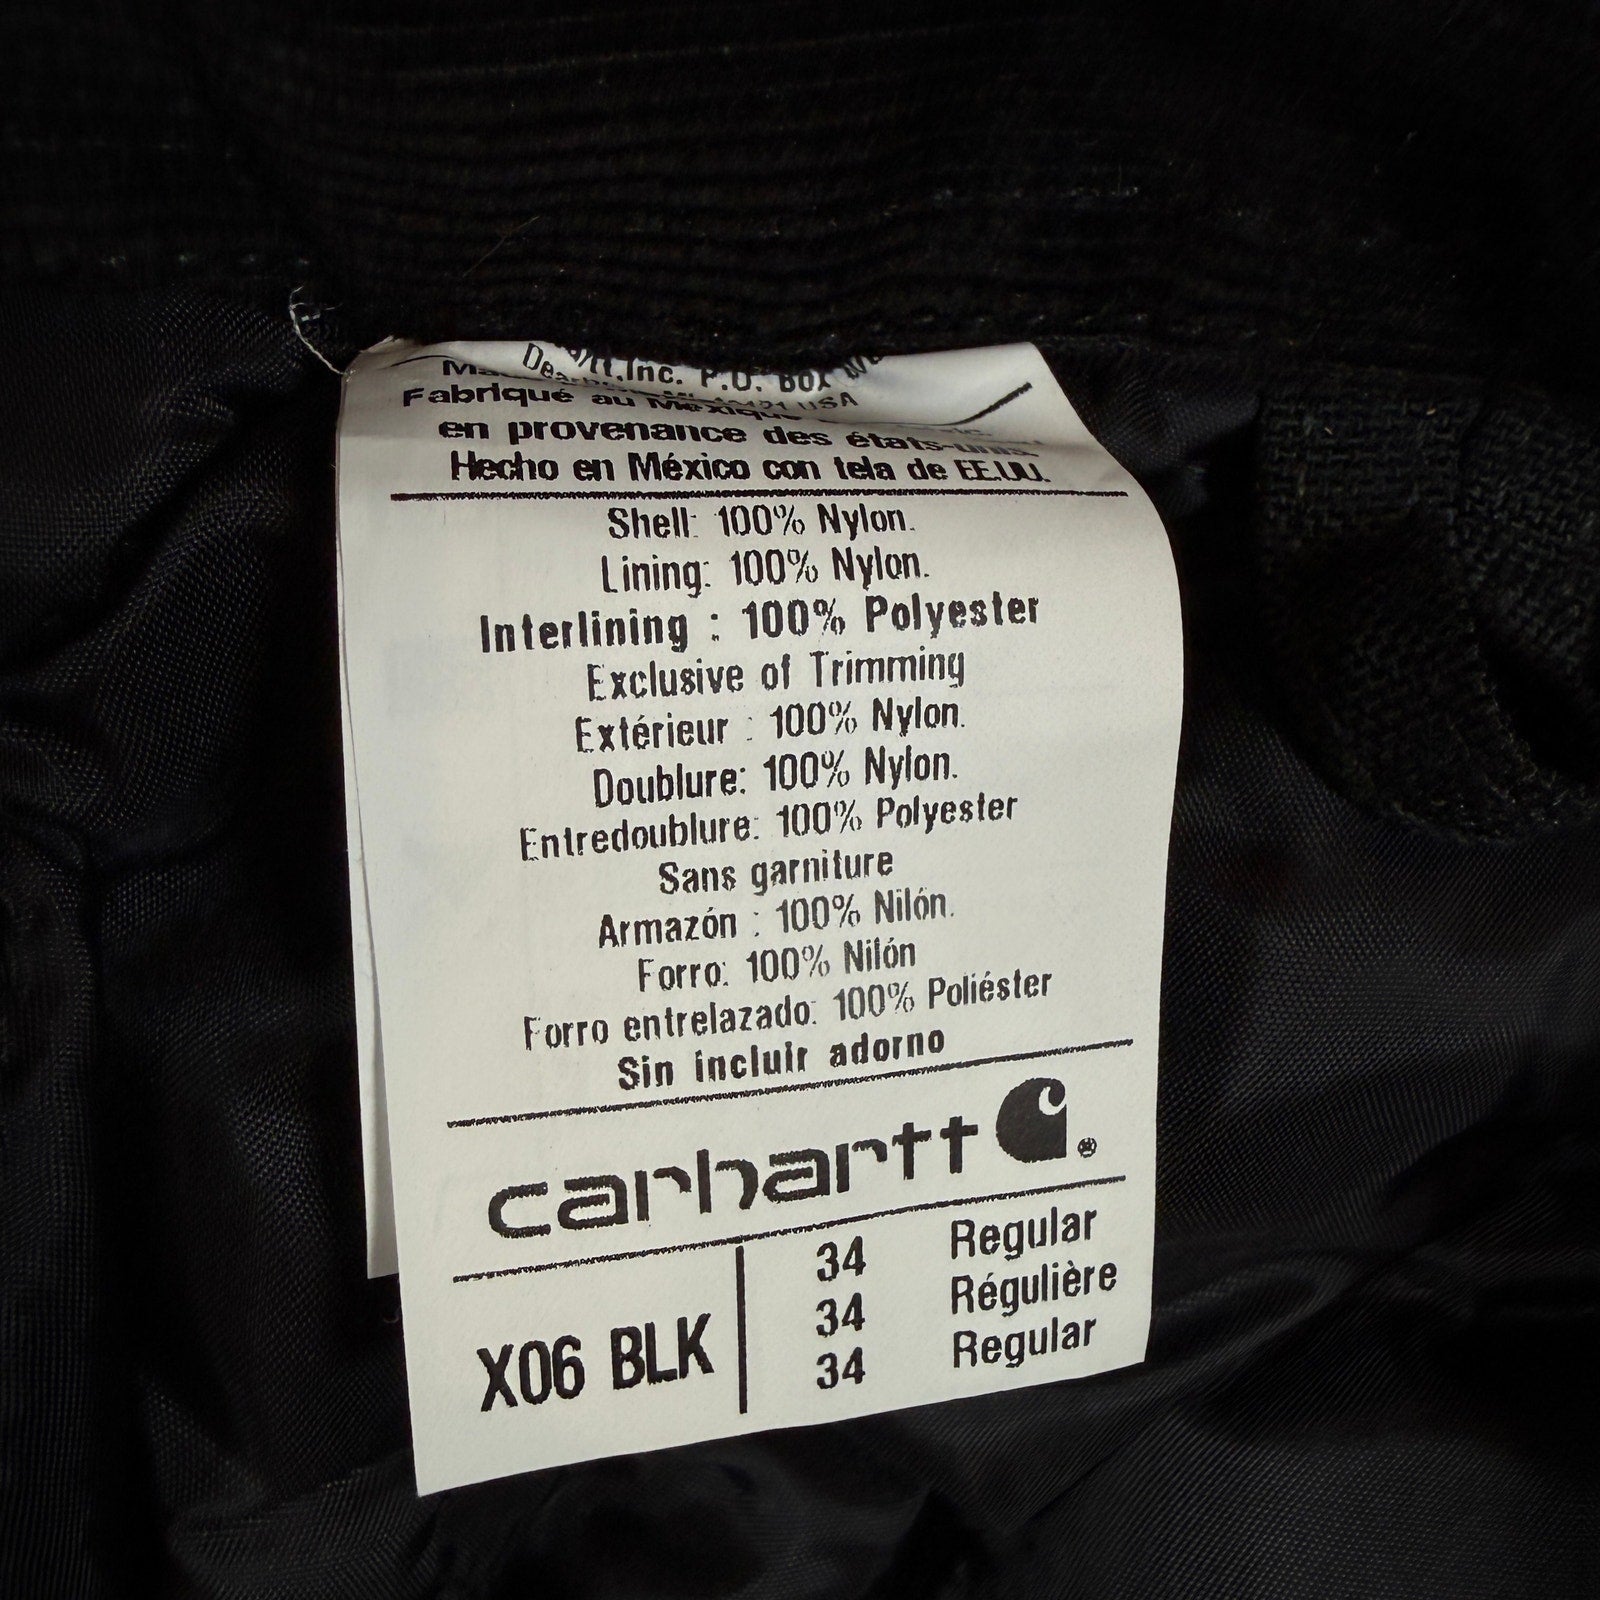 Inc. P.O. Box
USA
Fabriqué au Mexique
en provenance des états-unis.
Hecho en México con tela de EE.UU.
Shell: 100% Nylon.
Lining: 100% Nylon.
Interlining : 100% Polyester
Exclusive of Trimming
Extérieur : 100% Nylon.
Doublure: 100% Nylon.
Entredoublure: 100% Polyester
Sans garniture
Armazón : 100% Nilón.
Forro: 100% Nilón
Forro entrelazado: 100% Poliéster
Sin incluir adorno
carhartt ®
X06 BLK
34 Regular
34 Régulière
34 Regular